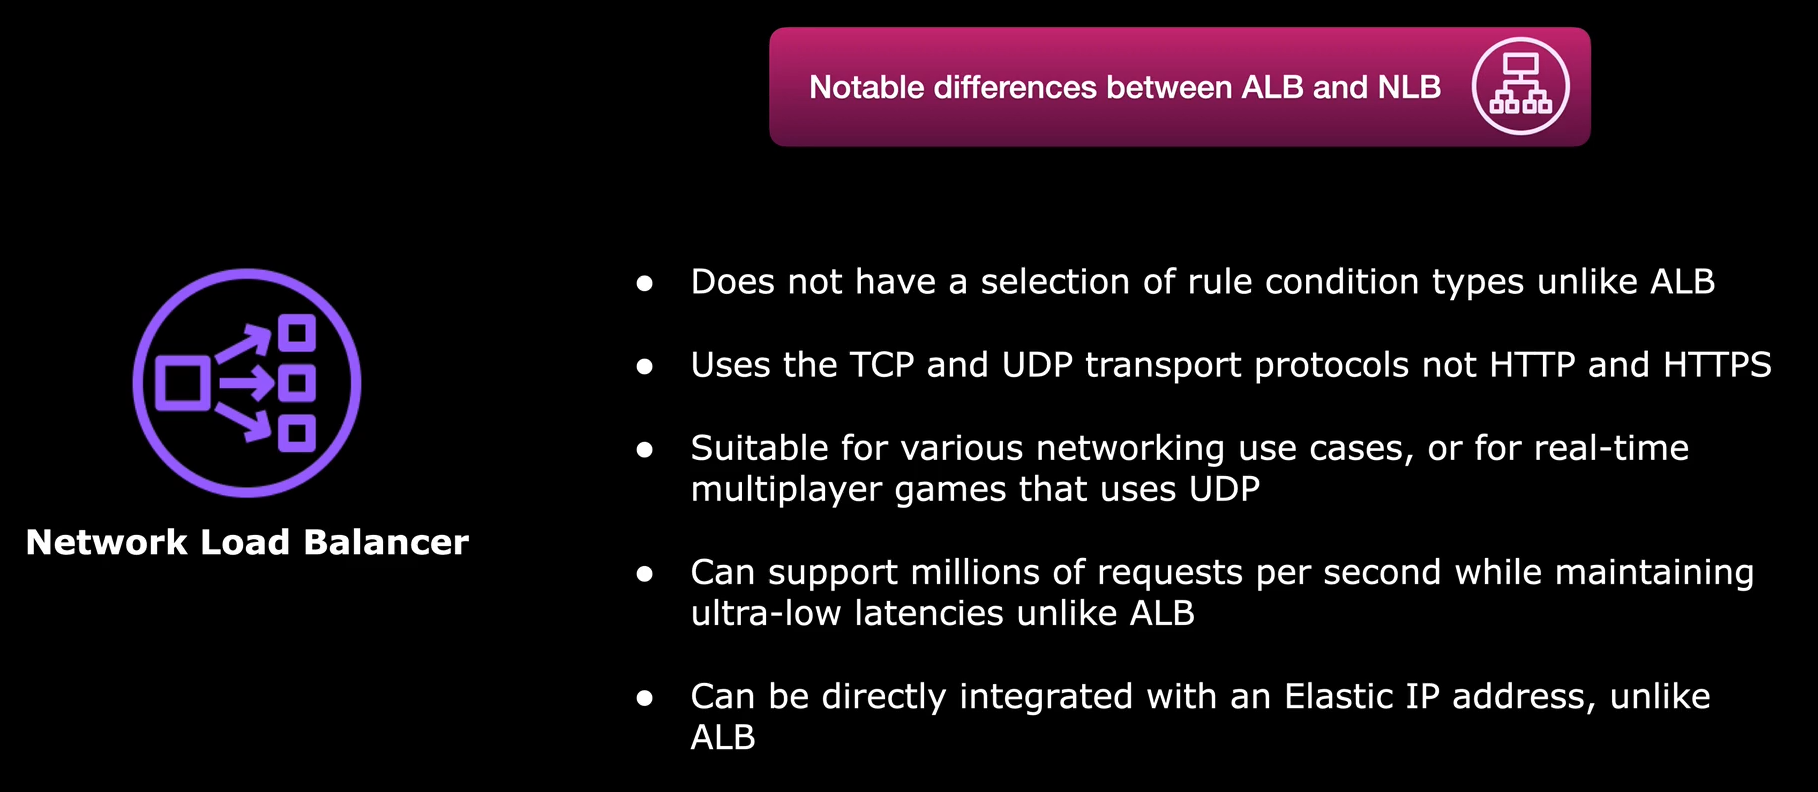 Notable differences between ALB and NLB
Network Load Balancer
● Does not have a selection of rule condition types unlike ALB
● Uses the TCP and UDP transport protocols not HTTP and HTTPS
● Suitable for various networking use cases, or for real-time
multiplayer games that uses UDP
● Can support millions of requests per second while maintaining
ultra-low latencies unlike ALB
● Can be directly integrated with an Elastic IP address, unlike
ALB